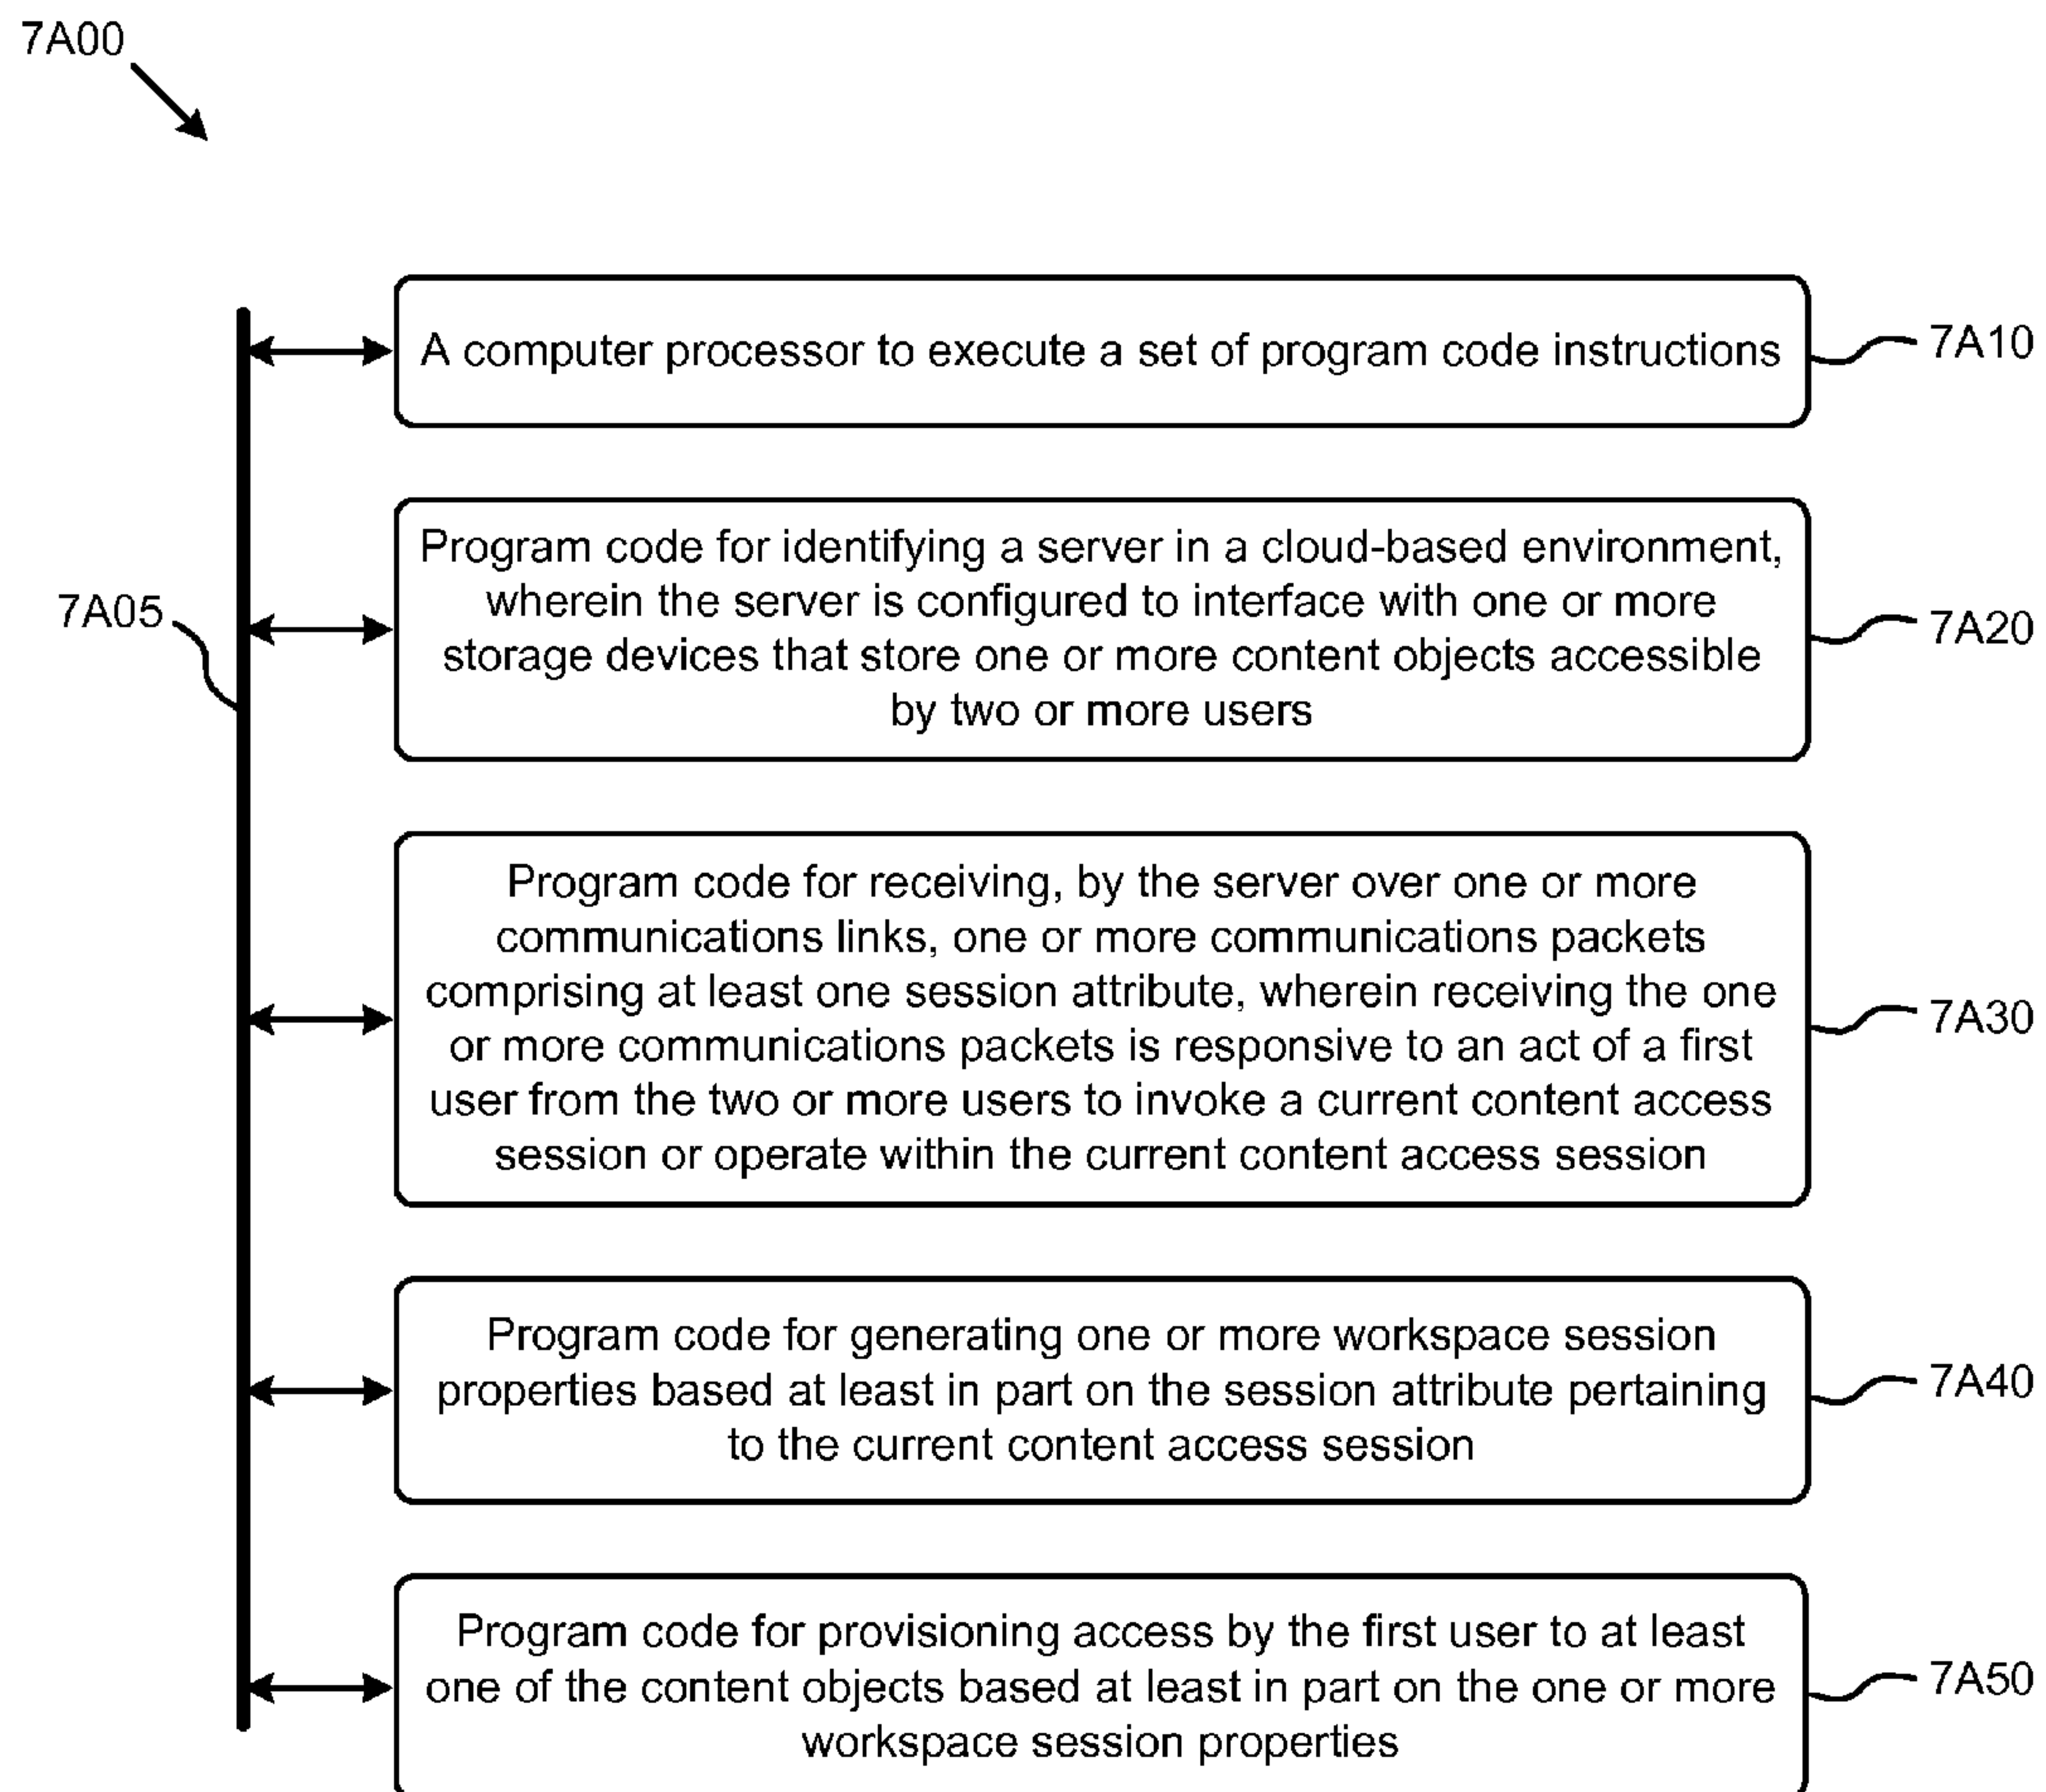 7A00
A computer processor to execute a set of program code instructions
7A10
Program code for identifying a server in a cloud-based environment,
wherein the server is configured to interface with one or more
storage devices that store one or more content objects accessible
by two or more users
7A05
7A20
Program code for receiving, by the server over one or more
communications links, one or more communications packets
comprising at least one session attribute, wherein receiving the one
or more communications packets is responsive to an act of a first
user from the two or more users to invoke a current content access
session or operate within the current content access session
7A30
Program code for generating one or more workspace session
properties based at least in part on the session attribute pertaining
to the current content access session
7A40
Program code for provisioning access by the first user to at least
one of the content objects based at least in part on the one or more
workspace session properties
7A50